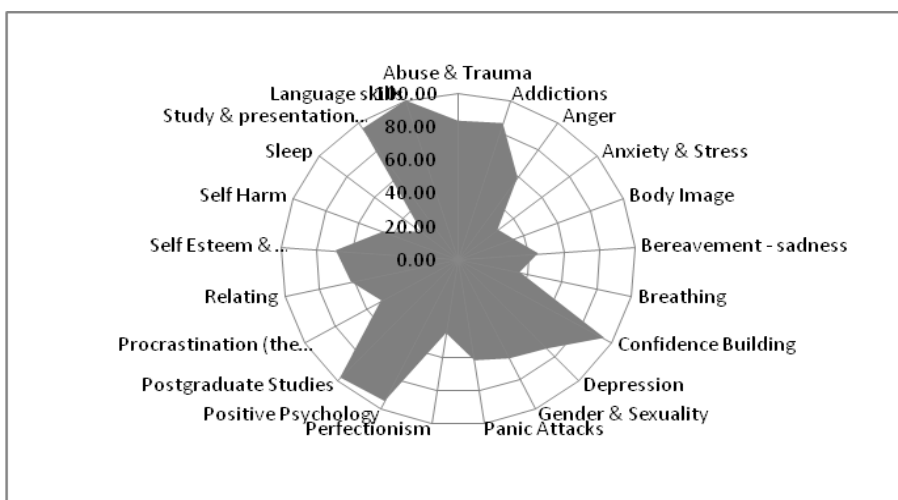 Abuse & Trauma
Addictions
Anger
Anxiety & Stress
Body Image
Bereavement - sadness
Breathing
Confidence Building
Depression
Gender & Sexuality
Panic Attacks
Perfectionism
Positive Psychology
Postgraduate Studies
Procrastination (the...
Relating
Self Esteem & ...
Self Harm
Sleep
Study & presentation...
Language skills
100.00
80.00
60.00
40.00
20.00
0.00